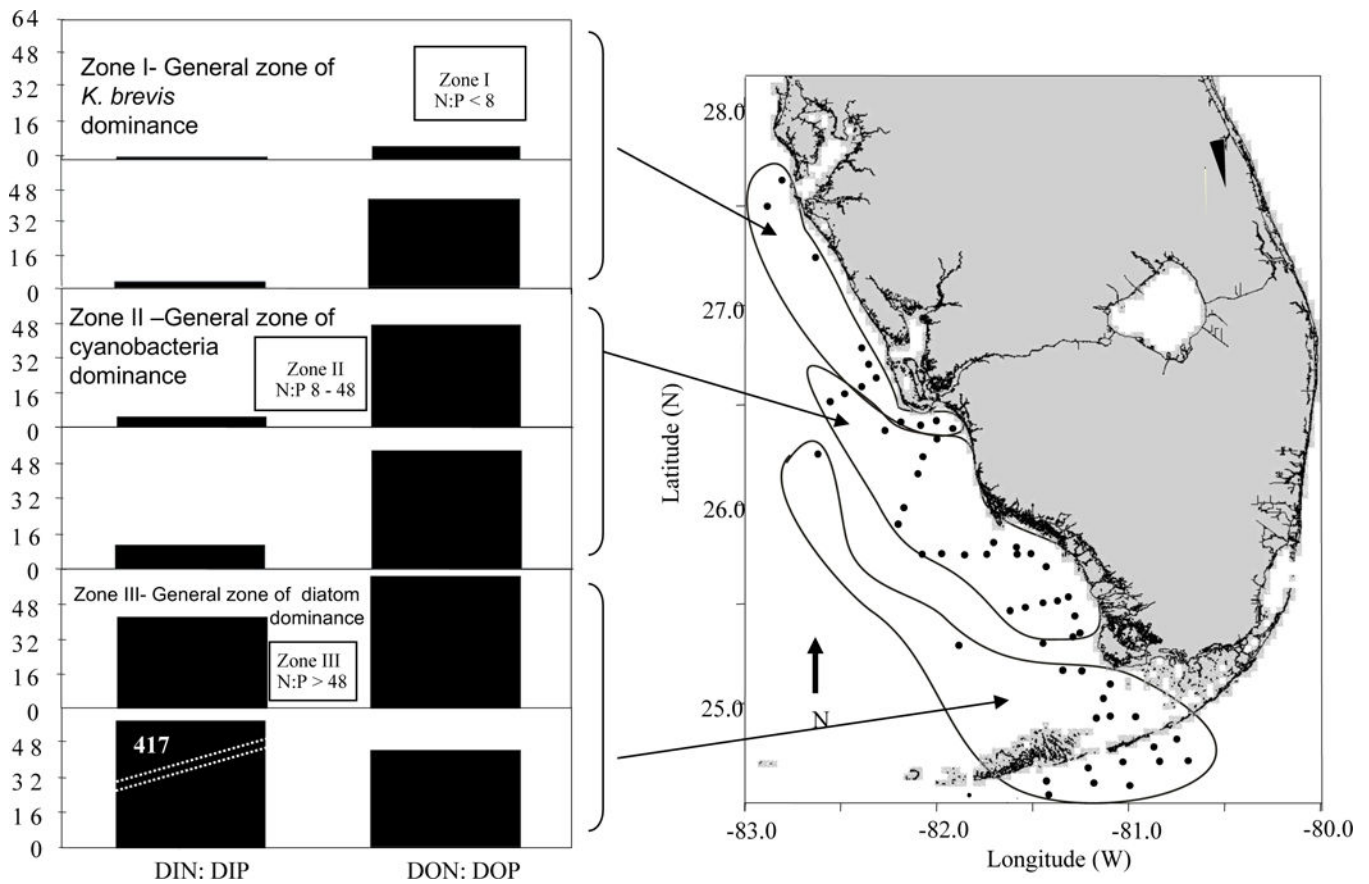 64
48
32
16
0
Zone I- General zone of
K. brevis
dominance
Zone I
N:P < 8
48
32
16
0
48
32
16
0
Zone II –General zone of
cyanobacteria
dominance
Zone II
N:P 8 - 48
48
32
16
0
48
32
16
0
Zone III- General zone of diatom
dominance
Zone III
N:P > 48
48
32
16
0
417
DIN: DIP
DON: DOP
28.0
27.0
26.0
25.0
Latitude (N)
N
-83.0
-82.0
-81.0
-80.0
Longitude (W)